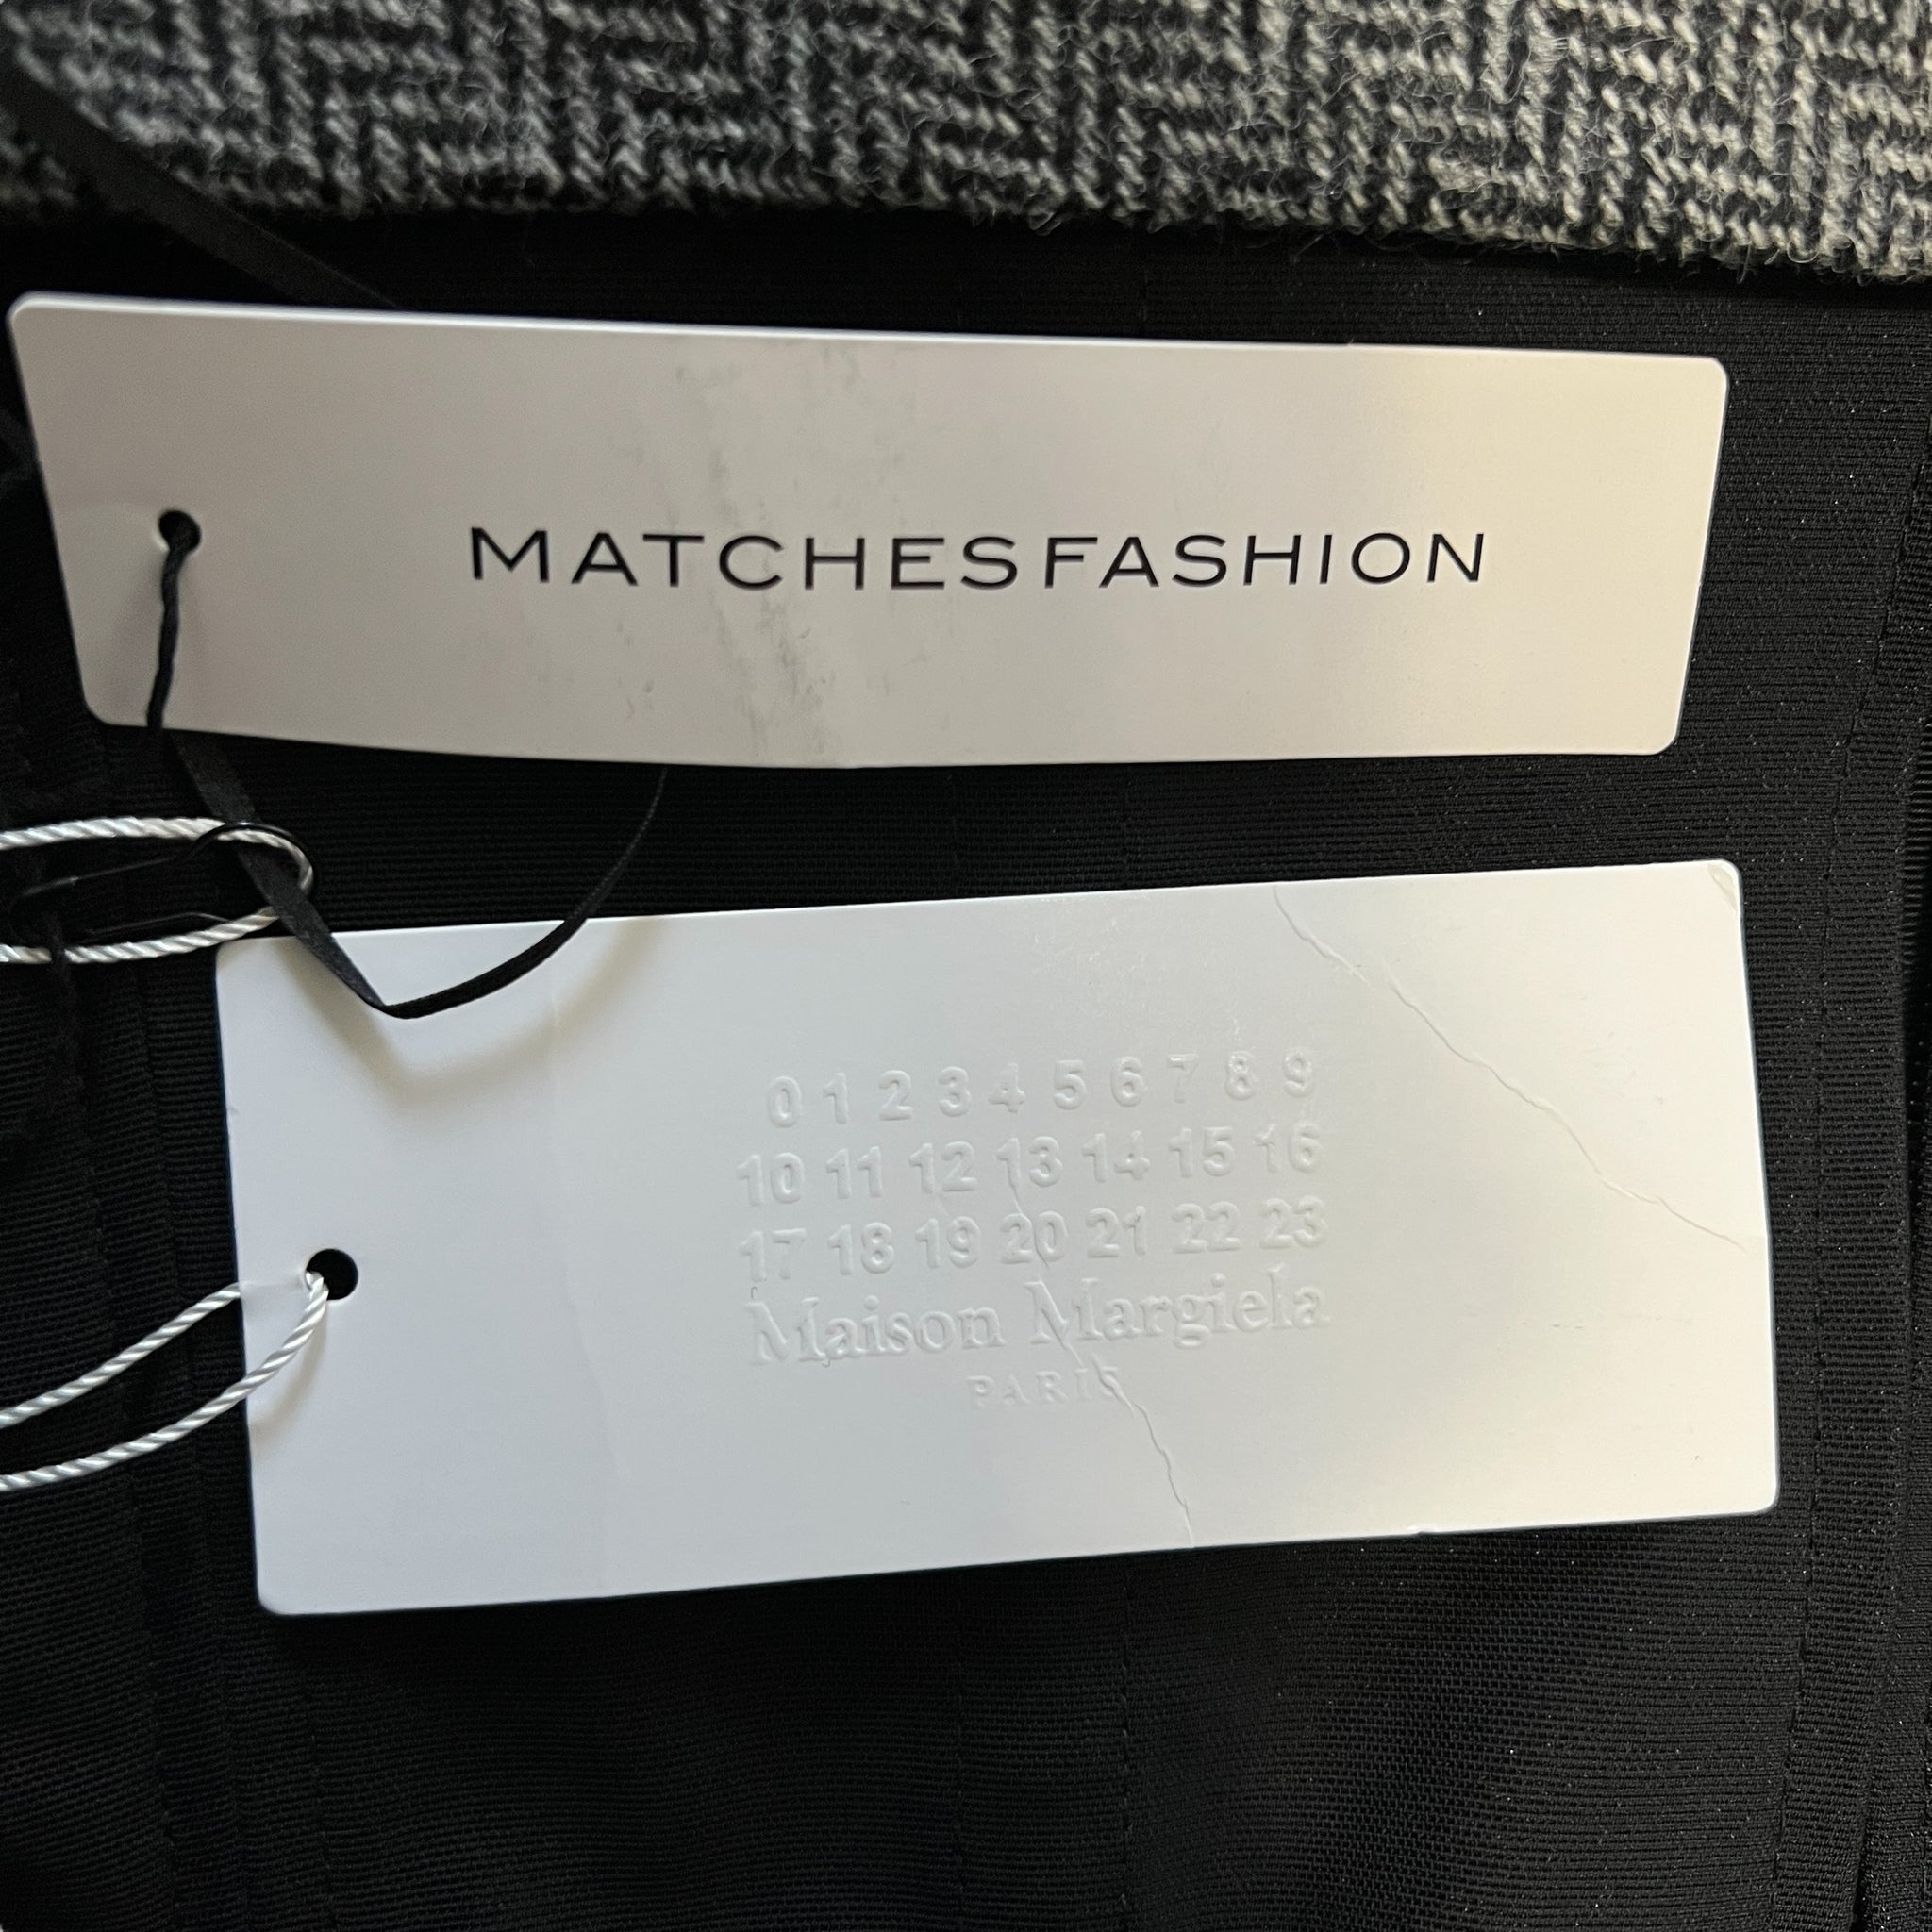 MATCHESFASHION
0 1 2 3 4 5 6 7 8 9
10 11 12 13 14 15 16
17 18 19 20 21 22 23
Maison Margiela
PARIS